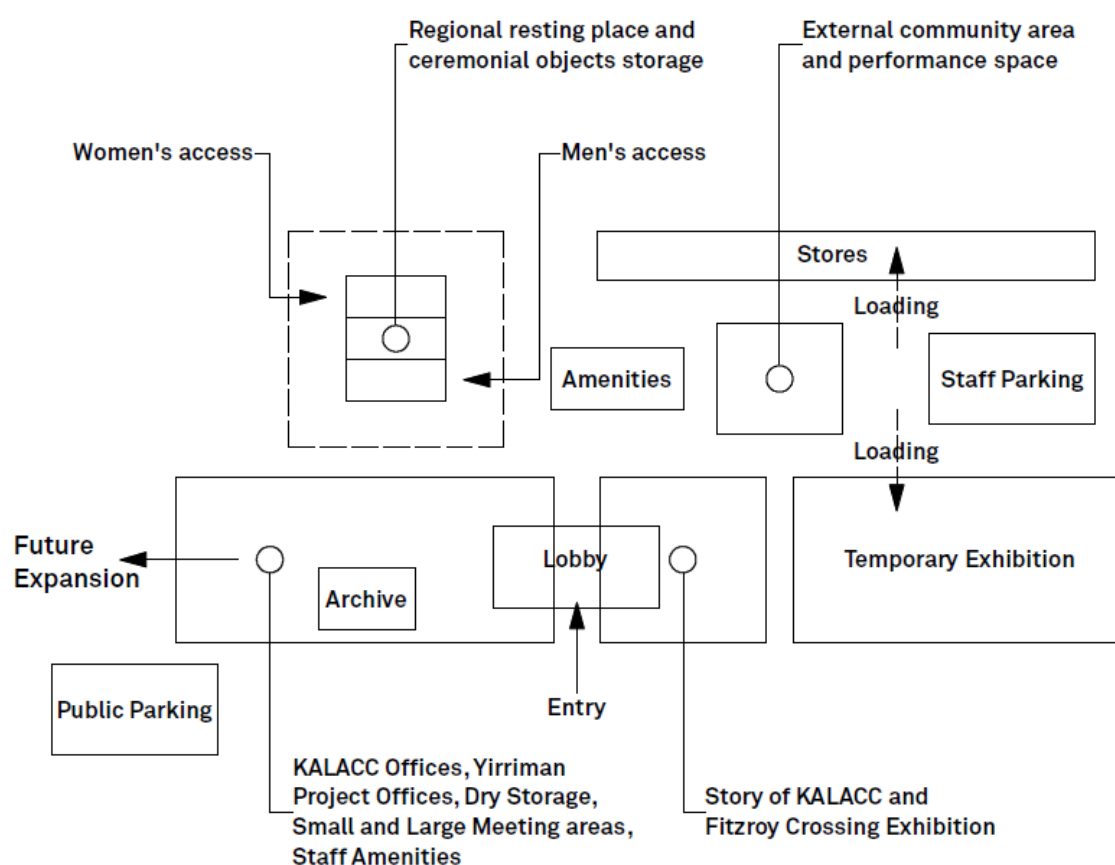 Regional resting place and
ceremonial objects storage
External community area
and performance space
Women's access
Men's access
Stores
Loading
Amenities
Staff Parking
Loading
Future
Expansion
Lobby
Temporary Exhibition
Archive
Public Parking
Entry
KALACC Offices, Yirriman
Project Offices, Dry Storage,
Small and Large Meeting areas,
Staff Amenities
Story of KALACC and
Fitzroy Crossing Exhibition